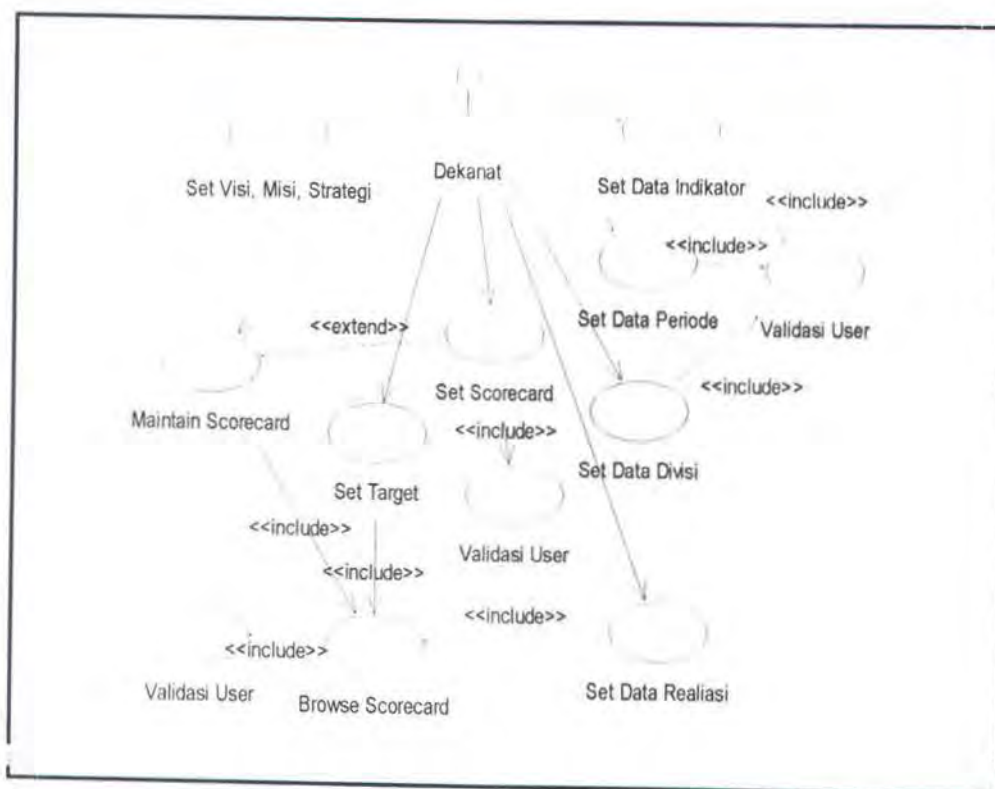 Dekanat
Set Visi, Misi, Strategi
Set Data Indikator
<<include>>
<<include>>
<<extend>>
Set Data Periode
Validasi User
Set Scorecard
<<include>>
Maintain Scorecard
<<include>>
Set Target
Set Data Divisi
<<include>>
Validasi User
<<include>>
<<include>>
<<include>>
Validasi User
Browse Scorecard
Set Data Realiasi